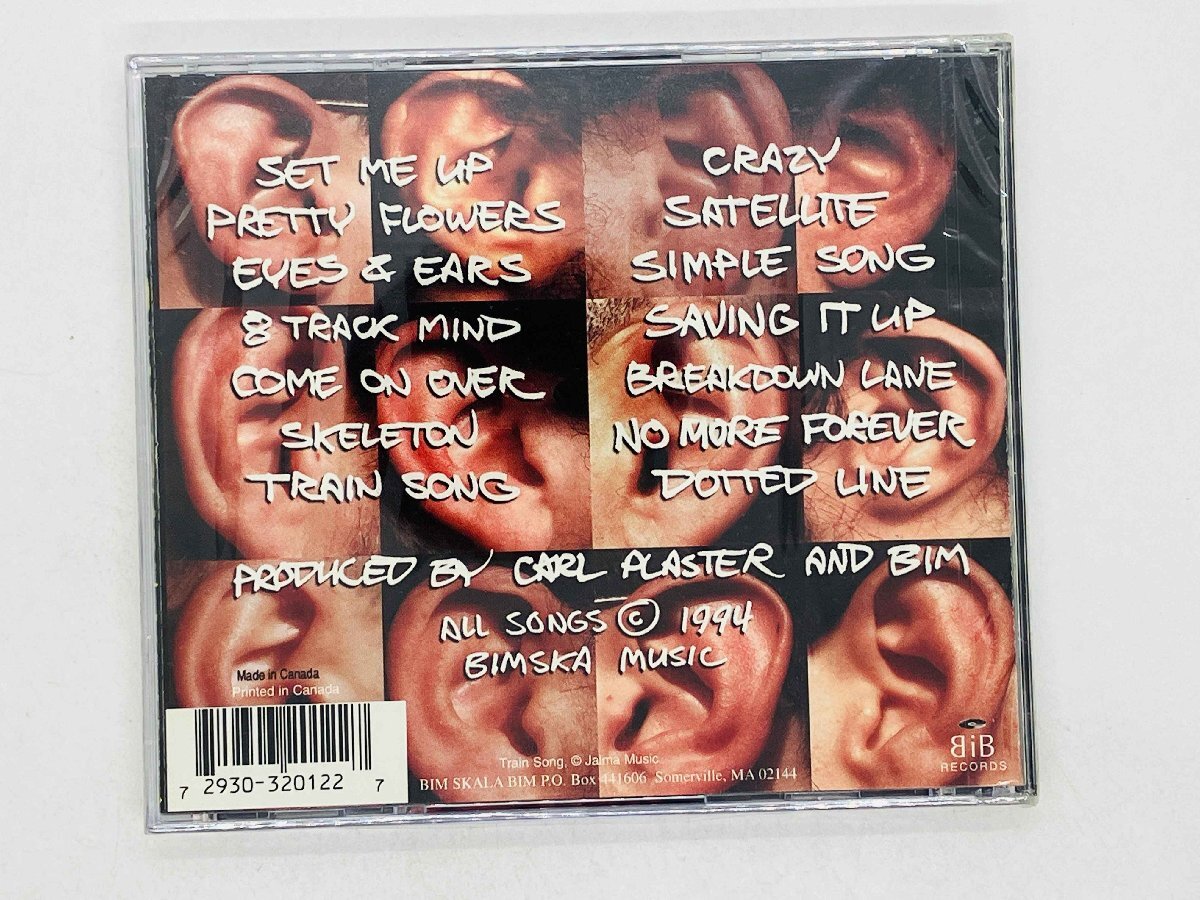 SET ME UP
PRETTY FLOWERS
EYES & EARS
8 TRACK MIND
COME ON OVER
SKELETON
TRAIN SONG
CRAZY
SATELLITE
SIMPLE SONG
SAVING IT UP
BREAKDOWN LANE
NO MORE FOREVER
DOTTED LINE
PRODUCED BY CARL PLASTER AND BIM
ALL SONGS © 1994
BIMSKA MUSIC
Made in Canada
Printed in Canada
7 2930-320122 7
Train Song, © Jalma Music
BIM SKALA BIM P.O. Box 441606 Somerville, MA 02144
BiB
RECORDS